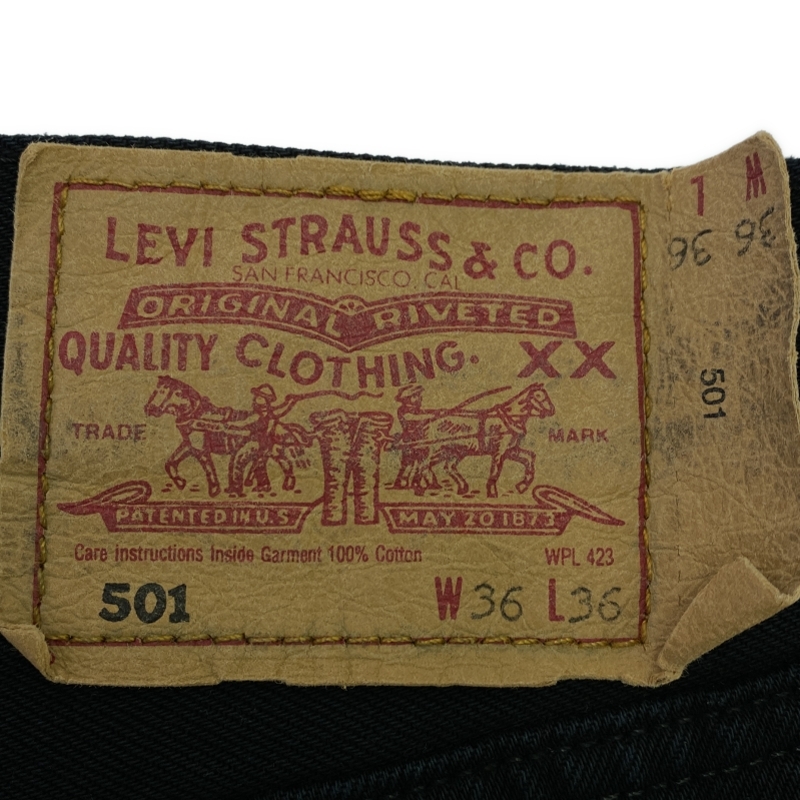 LEVI STRAUSS & CO.
SAN FRANCISCO, CAL
ORIGINAL RIVETED
QUALITY CLOTHING. XX
TRADE MARK
PATENTED IN U.S. MAY 20 1873
Care instructions Inside Garment 100% Cotton WPL 423
501 W 36 L 36
L W
36 36
501